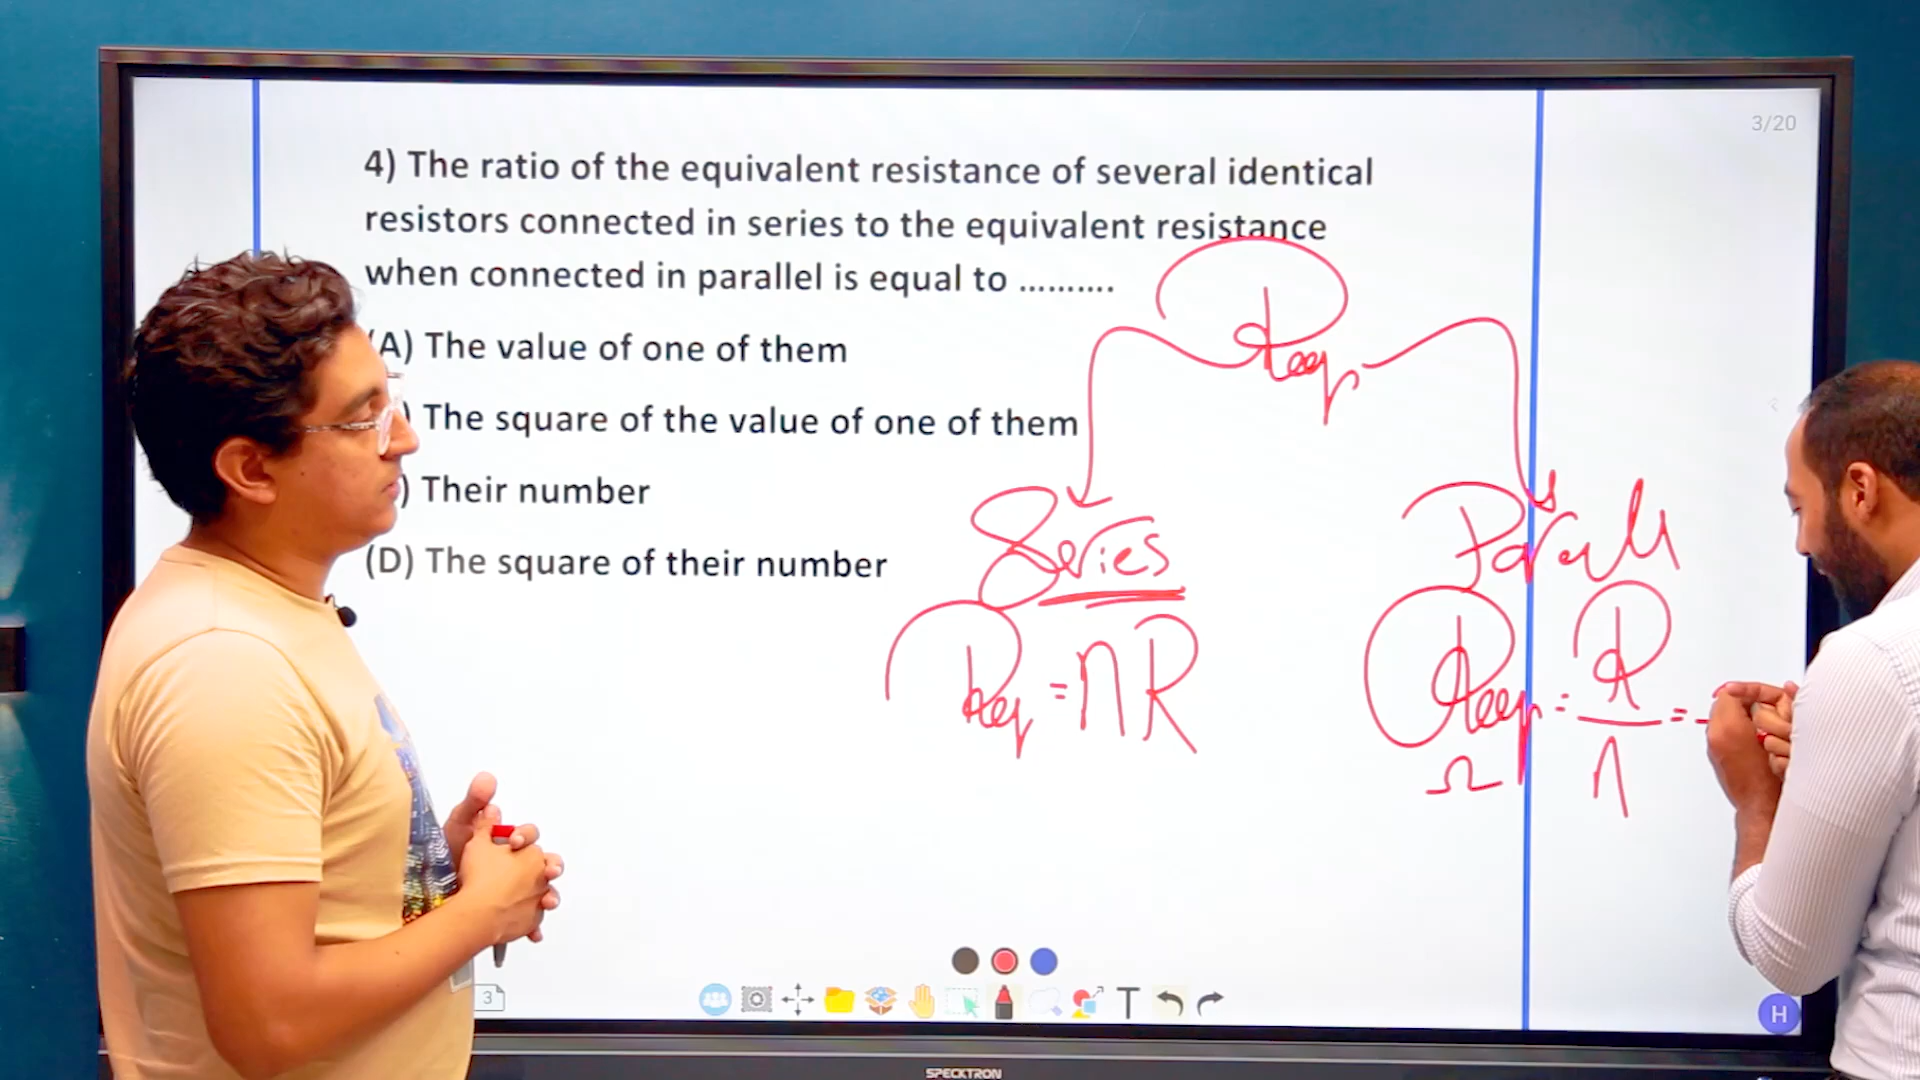 3/20
4) The ratio of the equivalent resistance of several identical
resistors connected in series to the equivalent resistance
when connected in parallel is equal to ..........
(A) The value of one of them
) The square of the value of one of them
) Their number
(D) The square of their number
Req
Series
Parall
Req = nR
Req = R/n =
Ω
3
T
H
SPECKTRON